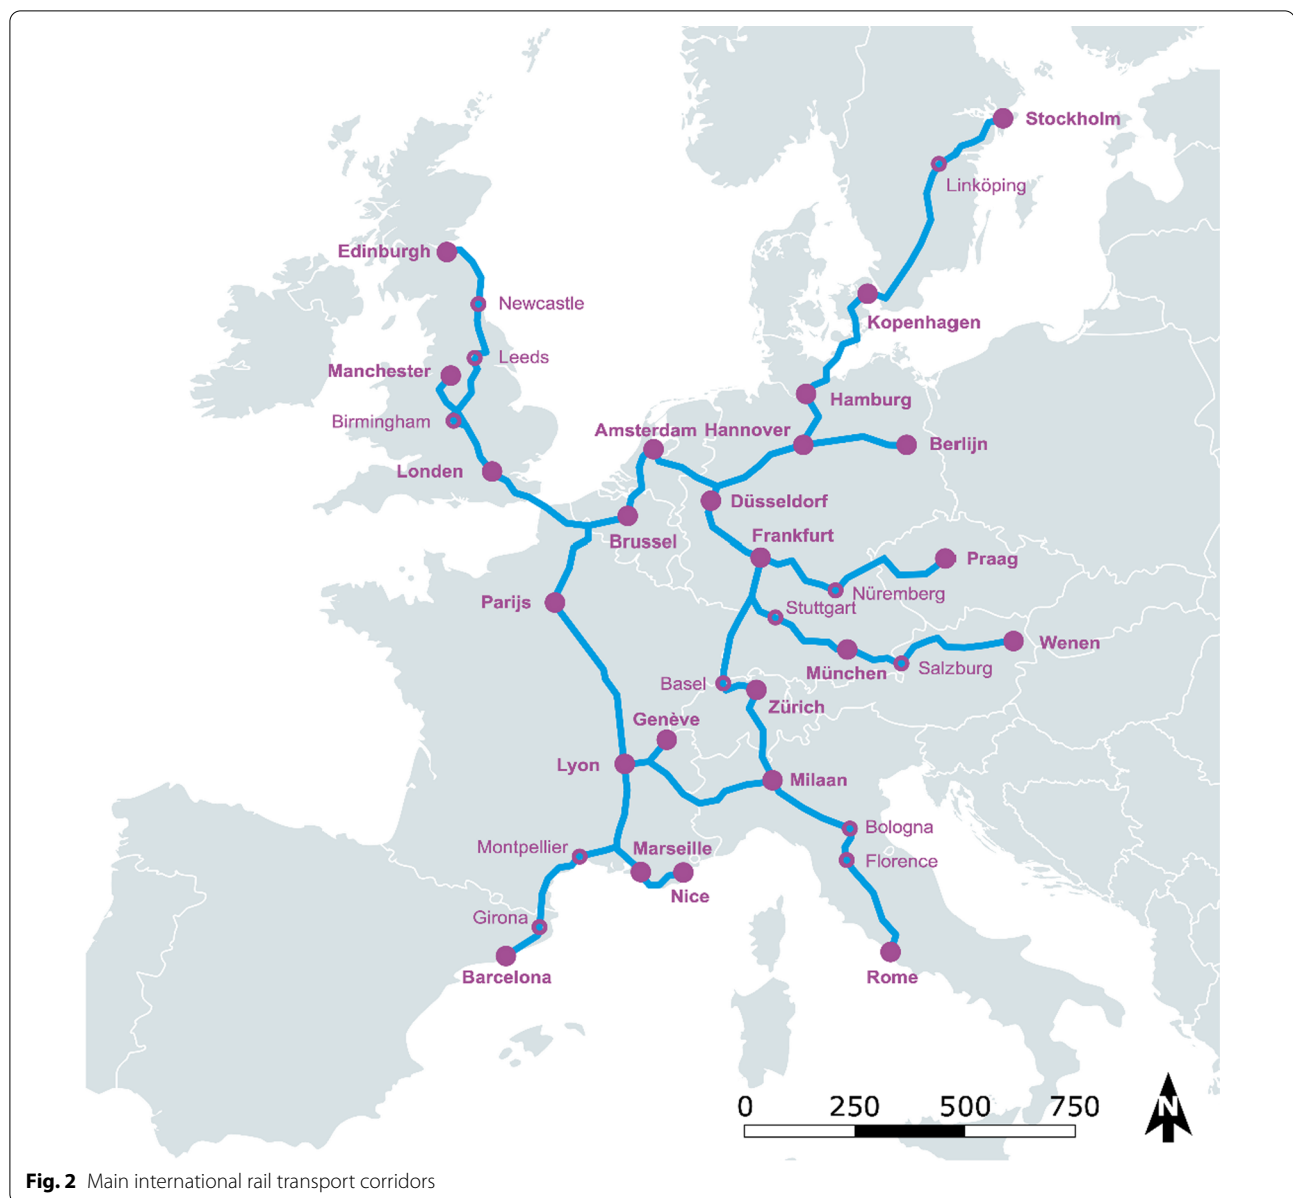 Stockholm
Linköping
Edinburgh
Newcastle
Kopenhagen
Leeds
Manchester
Hamburg
Birmingham
Amsterdam
Hannover
Berlijn
Londen
Düsseldorf
Frankfurt
Brussel
Praag
Nüremberg
Parijs
Stuttgart
Wenen
Salzburg
München
Basel
Zürich
Genève
Lyon
Milaan
Bologna
Montpellier
Marseille
Florence
Nice
Girona
Barcelona
Rome
0 250 500 750
N
Fig. 2 Main international rail transport corridors